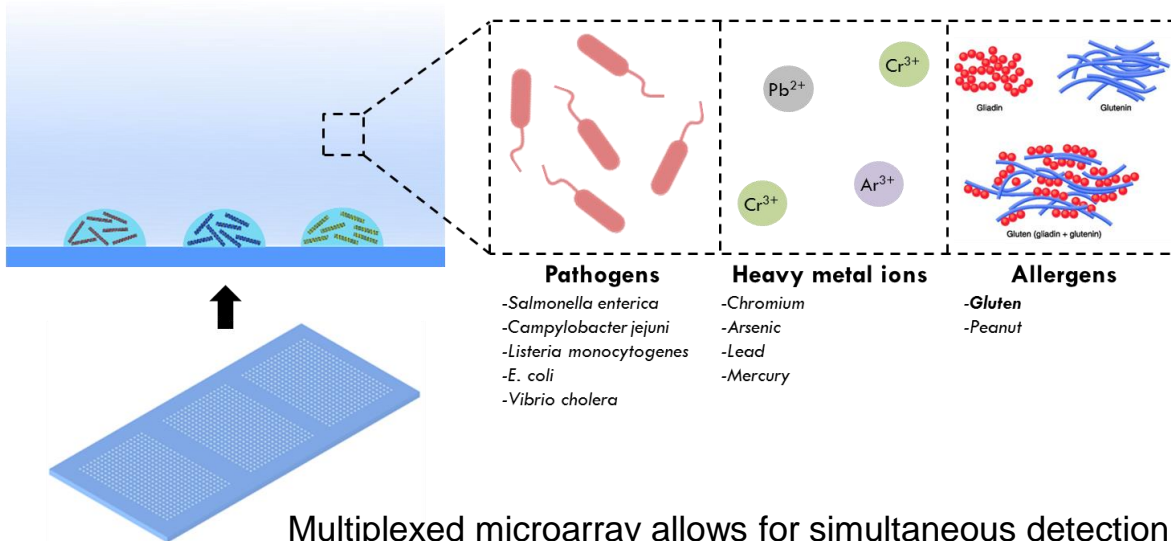 Pb2+
Cr3+
Cr3+
Ar3+
Gliadin
Glutenin
Gluten (gliadin + glutenin)
Pathogens
-Salmonella enterica
-Campylobacter jejuni
-Listeria monocytogenes
-E. coli
-Vibrio cholera
Heavy metal ions
-Chromium
-Arsenic
-Lead
-Mercury
Allergens
-Gluten
-Peanut
Multiplexed microarray allows for simultaneous detection